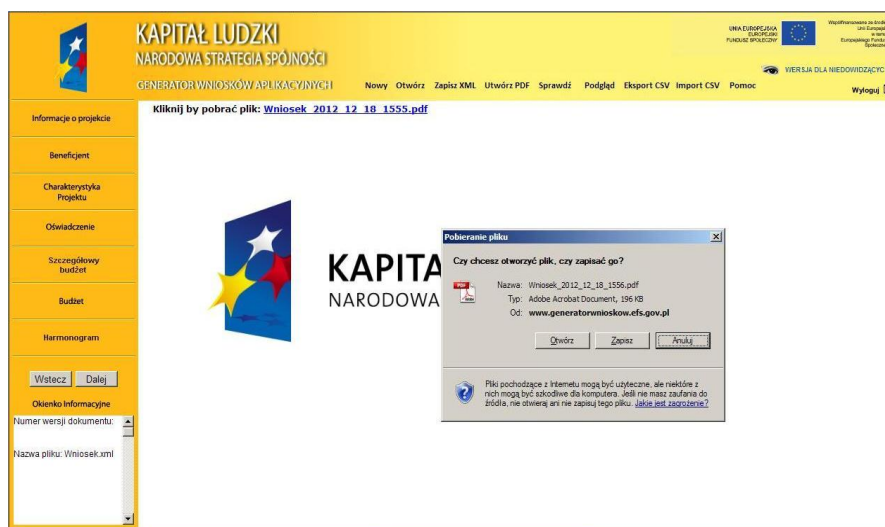 KAPITAŁ LUDZKI
NARODOWA STRATEGIA SPÓJNOŚCI
GENERATOR WNIOSKÓW APLIKACYJNYCH
UNIA EUROPEJSKA
EUROPEJSKI
FUNDUSZ SPOŁECZNY
WERSJA DLA NIEDOWIDZĄCYC
Nowy Otwórz Zapisz XML Utwórz PDF Sprawdź Podgląd Eksport CSV Import CSV Pomoc
Wyloguj
Informacje o projekcie
Beneficjent
Charakterystyka
Projektu
Oświadczenie
Szczegółowy
budżet
Budżet
Harmonogram
Wstecz Dalej
Okienko Informacyjne
Numer wersji dokumentu:
Nazwa pliku: Wniosek.xml
Kliknij by pobrać plik: Wniosek_2012_12_18_1555.pdf
KAPITA
NARODOWA
Pobieranie pliku
Czy chcesz otworzyć plik, czy zapisać go?
Nazwa: Wniosek_2012_12_18_1556.pdf
Typ: Adobe Acrobat Document, 196 KB
Od: www.generatorwnioskow.efs.gov.pl
Otwórz Zapisz Anuluj
Pliki pochodzące z Internetu mogą być użyteczne, ale niektóre z
nich mogą być szkodliwe dla komputera. Jeśli nie masz zaufania do
źródła, nie otwieraj ani nie zapisuj tego pliku. Jakie jest zagrożenie?